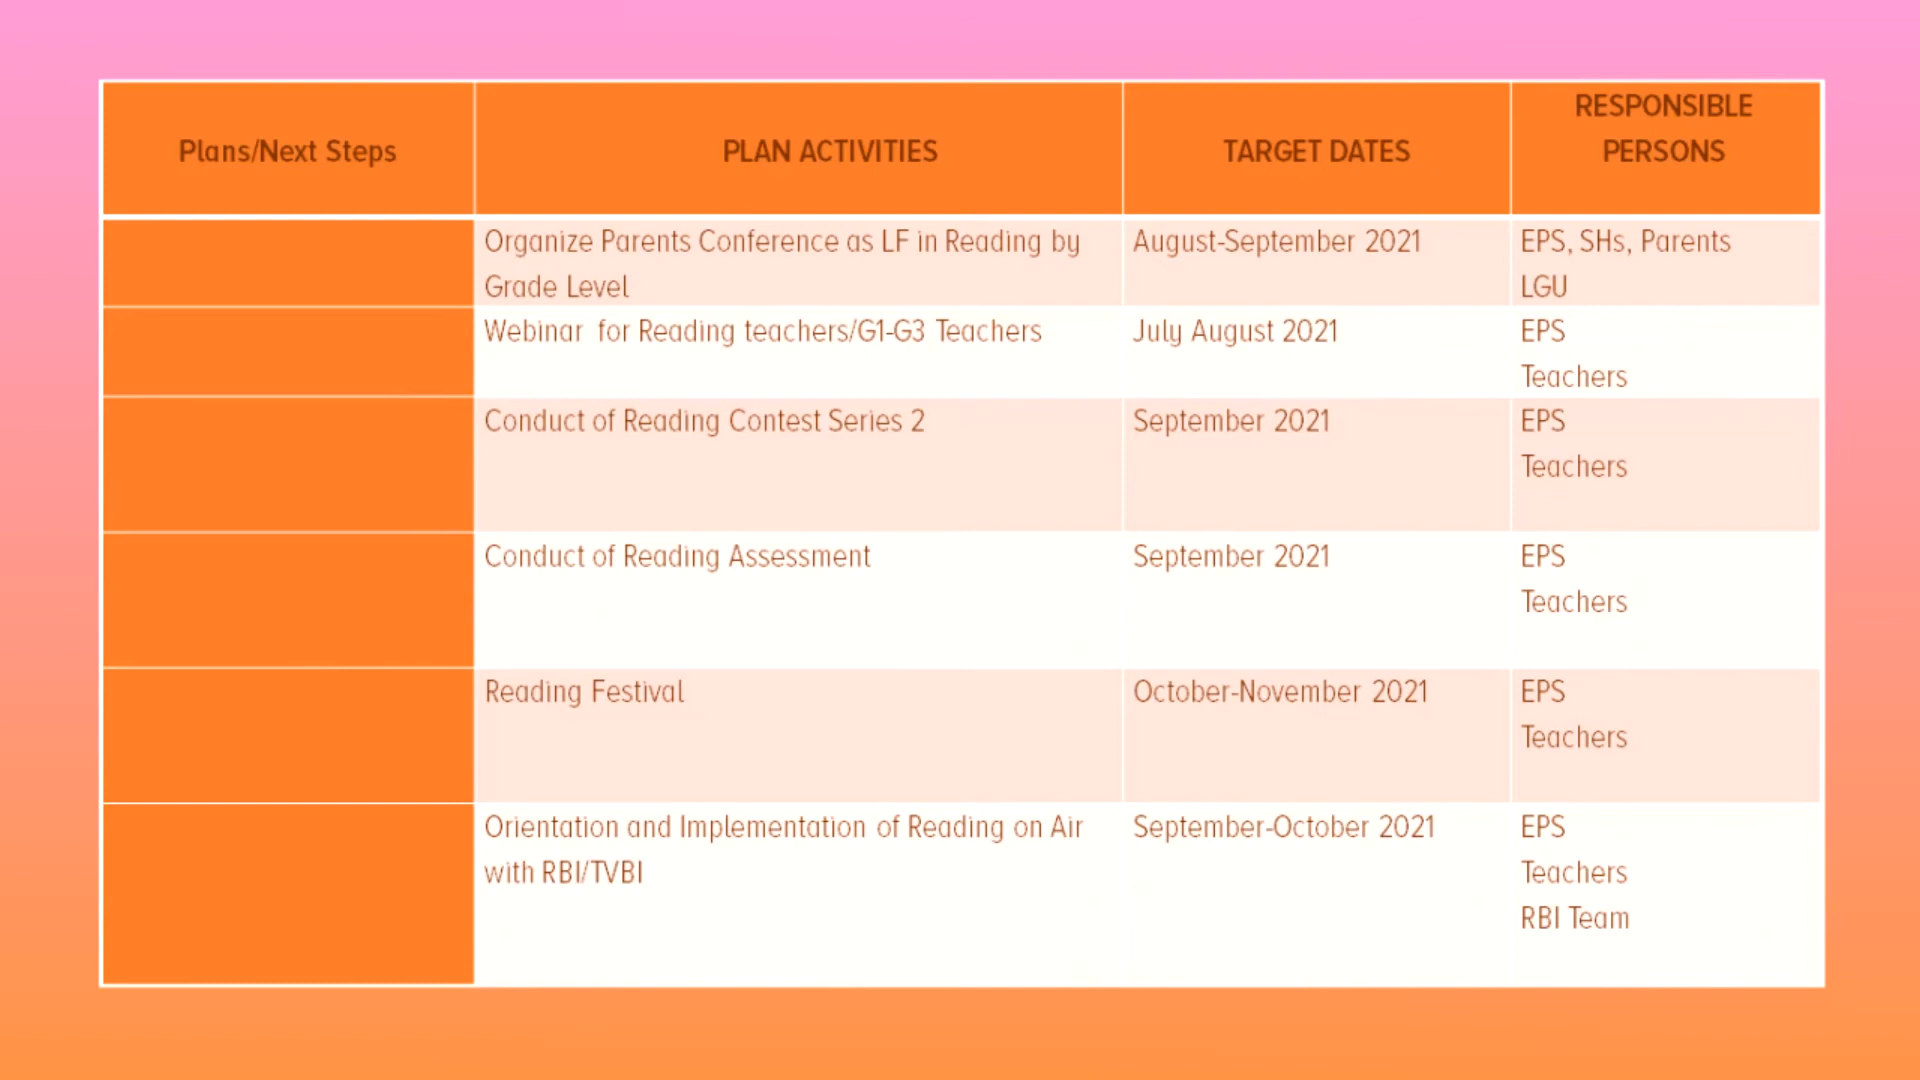 Plans/Next Steps
PLAN ACTIVITIES
TARGET DATES
RESPONSIBLE
PERSONS
Organize Parents Conference as LF in Reading by
Grade Level
August-September 2021
EPS, SHs, Parents
LGU
Webinar for Reading teachers/G1-G3 Teachers
July August 2021
EPS
Teachers
Conduct of Reading Contest Series 2
September 2021
EPS
Teachers
Conduct of Reading Assessment
September 2021
EPS
Teachers
Reading Festival
October-November 2021
EPS
Teachers
Orientation and Implementation of Reading on Air
with RBI/TVBI
September-October 2021
EPS
Teachers
RBI Team